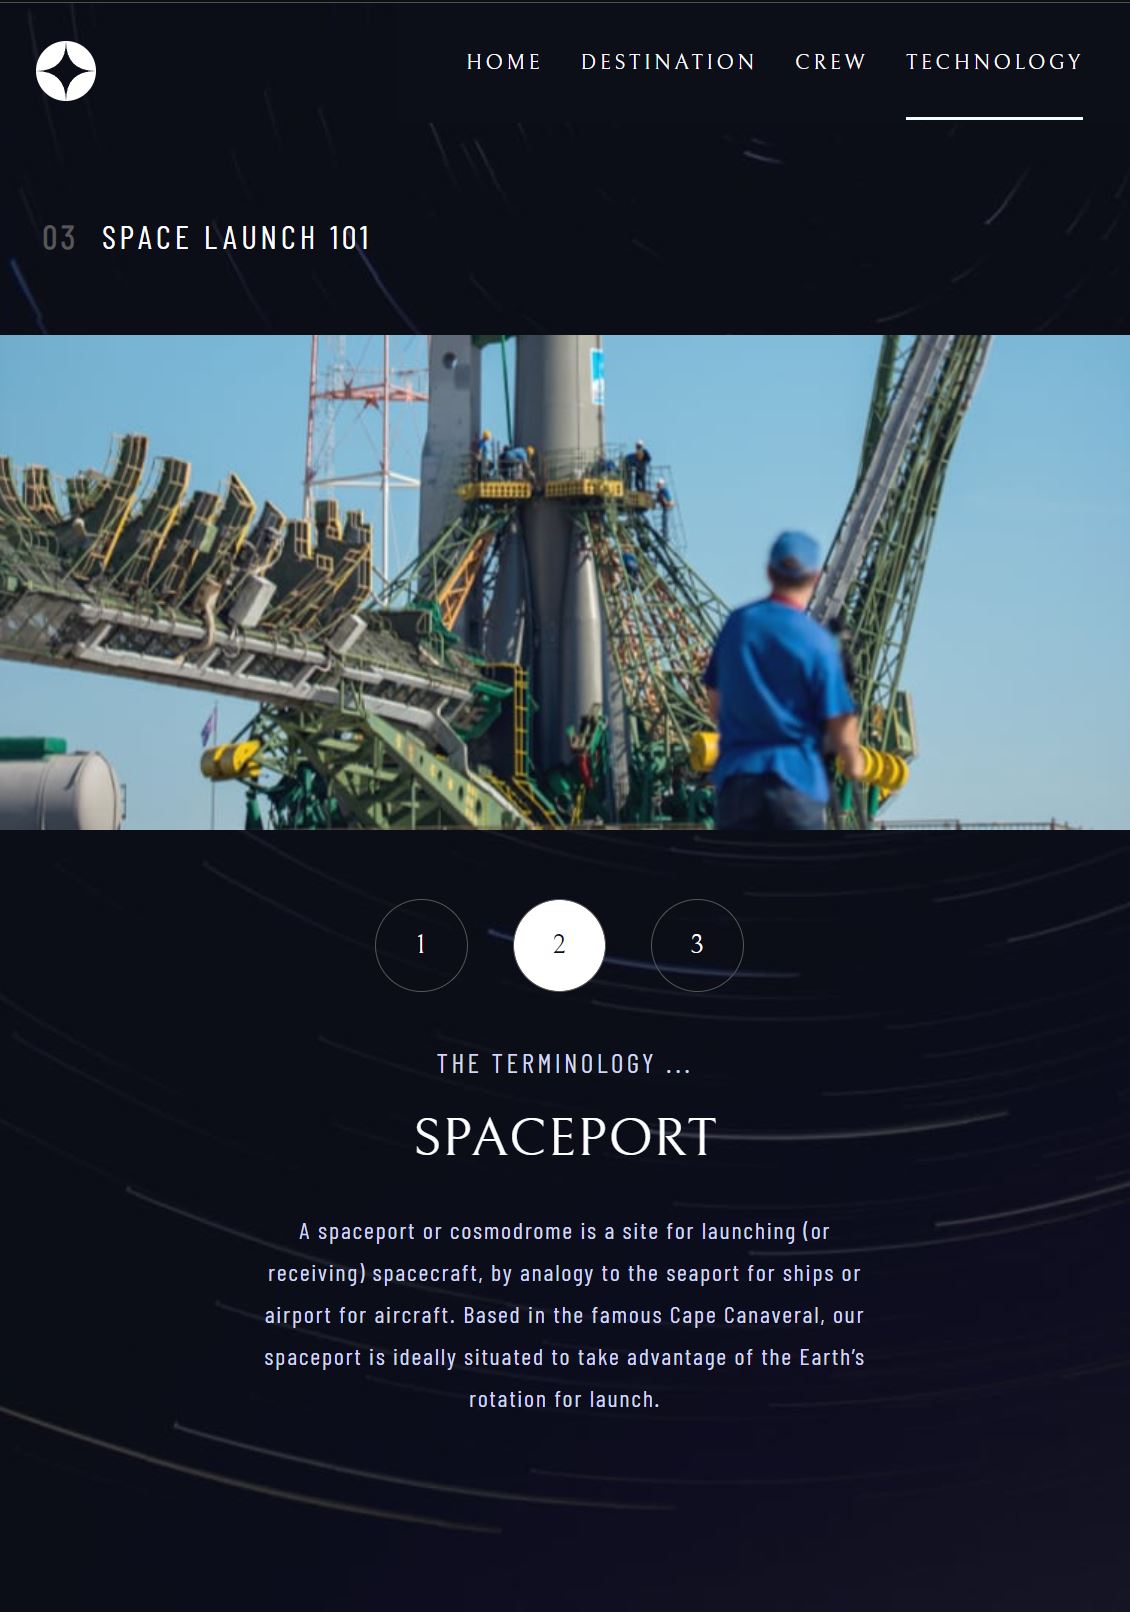 HOME DESTINATION CREW TECHNOLOGY
03 SPACE LAUNCH 101
1 2 3
THE TERMINOLOGY ...
SPACEPORT
A spaceport or cosmodrome is a site for launching (or
receiving) spacecraft, by analogy to the seaport for ships or
airport for aircraft. Based in the famous Cape Canaveral, our
spaceport is ideally situated to take advantage of the Earth’s
rotation for launch.